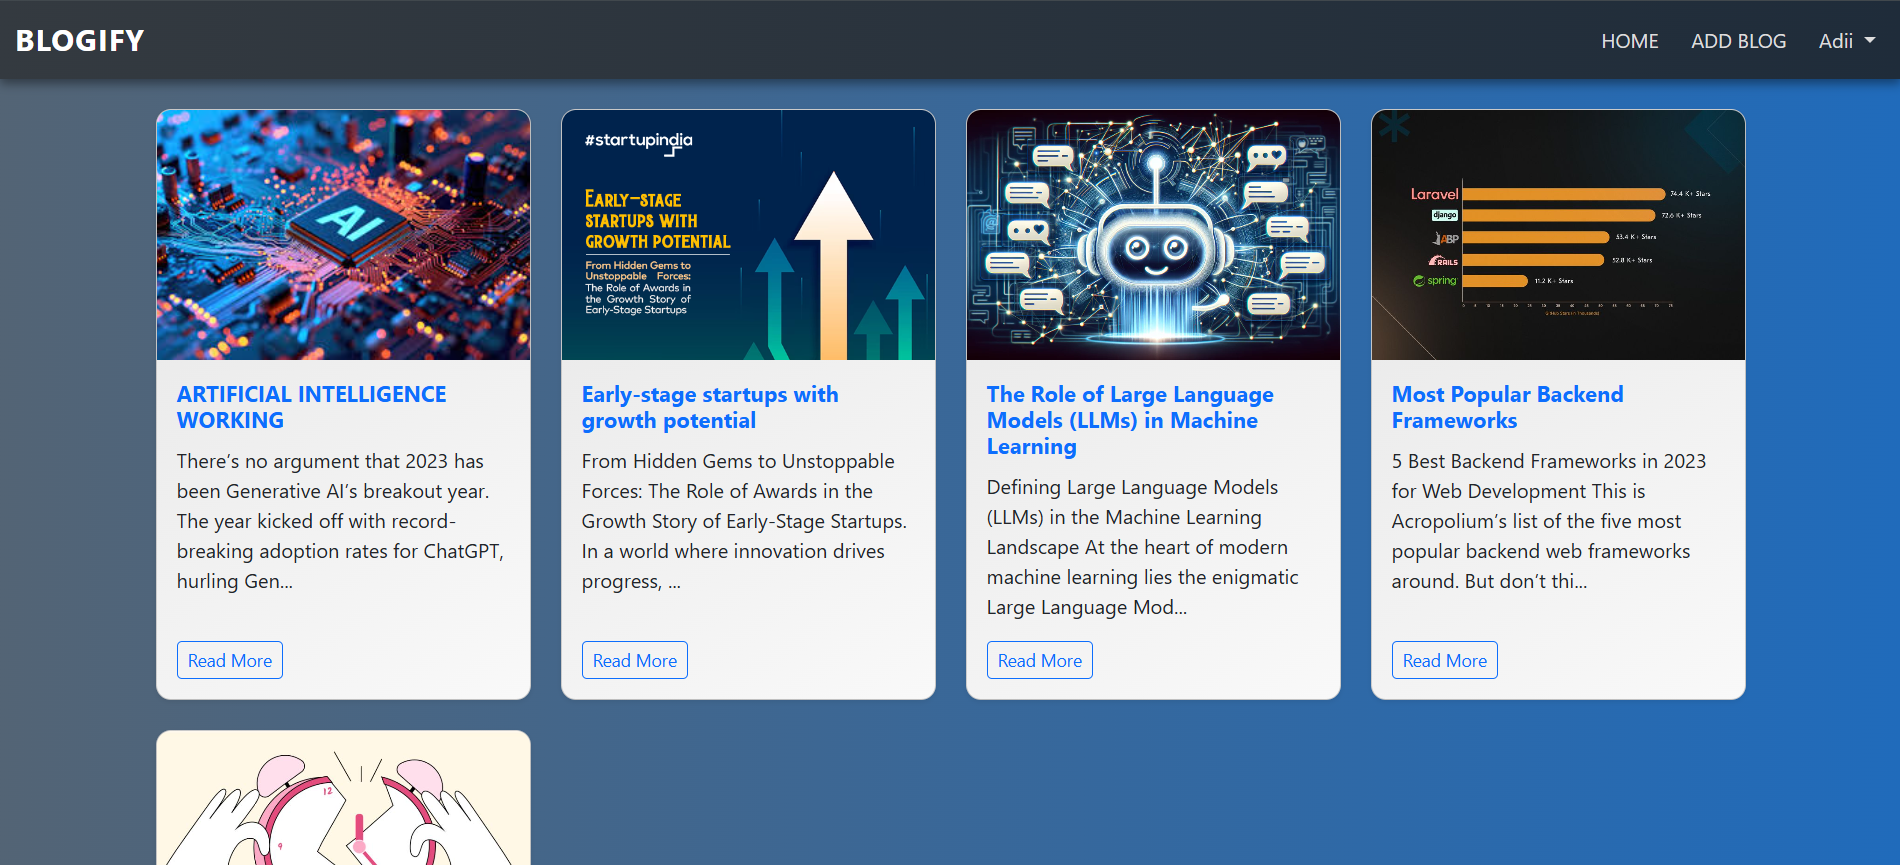 BLOGIFY
HOME
ADD BLOG
Adii
AI
#startupindia
EARLY-STAGE
STARTUPS WITH
GROWTH POTENTIAL
From Hidden Gems to
Unstoppable Forces:
The Role of Awards in
the Growth Story of
Early-Stage Startups
Laravel 74.4 K+ Stars
django 72.6 K+ Stars
ABP 53.4 K+ Stars
RAILS 52.8 K+ Stars
spring 11.2 K+ Stars
ARTIFICIAL INTELLIGENCE
WORKING
There’s no argument that 2023 has
been Generative AI’s breakout year.
The year kicked off with record-
breaking adoption rates for ChatGPT,
hurling Gen...
Read More
Early-stage startups with
growth potential
From Hidden Gems to Unstoppable
Forces: The Role of Awards in the
Growth Story of Early-Stage Startups.
In a world where innovation drives
progress, ...
Read More
The Role of Large Language
Models (LLMs) in Machine
Learning
Defining Large Language Models
(LLMs) in the Machine Learning
Landscape At the heart of modern
machine learning lies the enigmatic
Large Language Mod...
Read More
Most Popular Backend
Frameworks
5 Best Backend Frameworks in 2023
for Web Development This is
Acropolium’s list of the five most
popular backend web frameworks
around. But don’t thi...
Read More
12
9